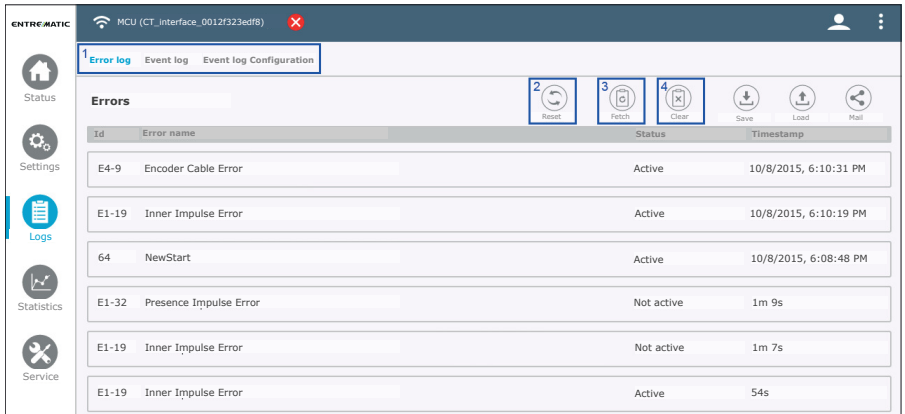 ENTREMATIC
MCU (CT_interface_0012f323edf8)
1
Error log Event log Event log Configuration
Status
Errors
2
Reset
3
Fetch
4
Clear
Save
Load
Mail
Id Error name Status Timestamp
Settings
E4-9 Encoder Cable Error Active 10/8/2015, 6:10:31 PM
E1-19 Inner Impulse Error Active 10/8/2015, 6:10:19 PM
Logs
64 NewStart Active 10/8/2015, 6:08:48 PM
Statistics
E1-32 Presence Impulse Error Not active 1m 9s
E1-19 Inner Impulse Error Not active 1m 7s
Service
E1-19 Inner Impulse Error Active 54s